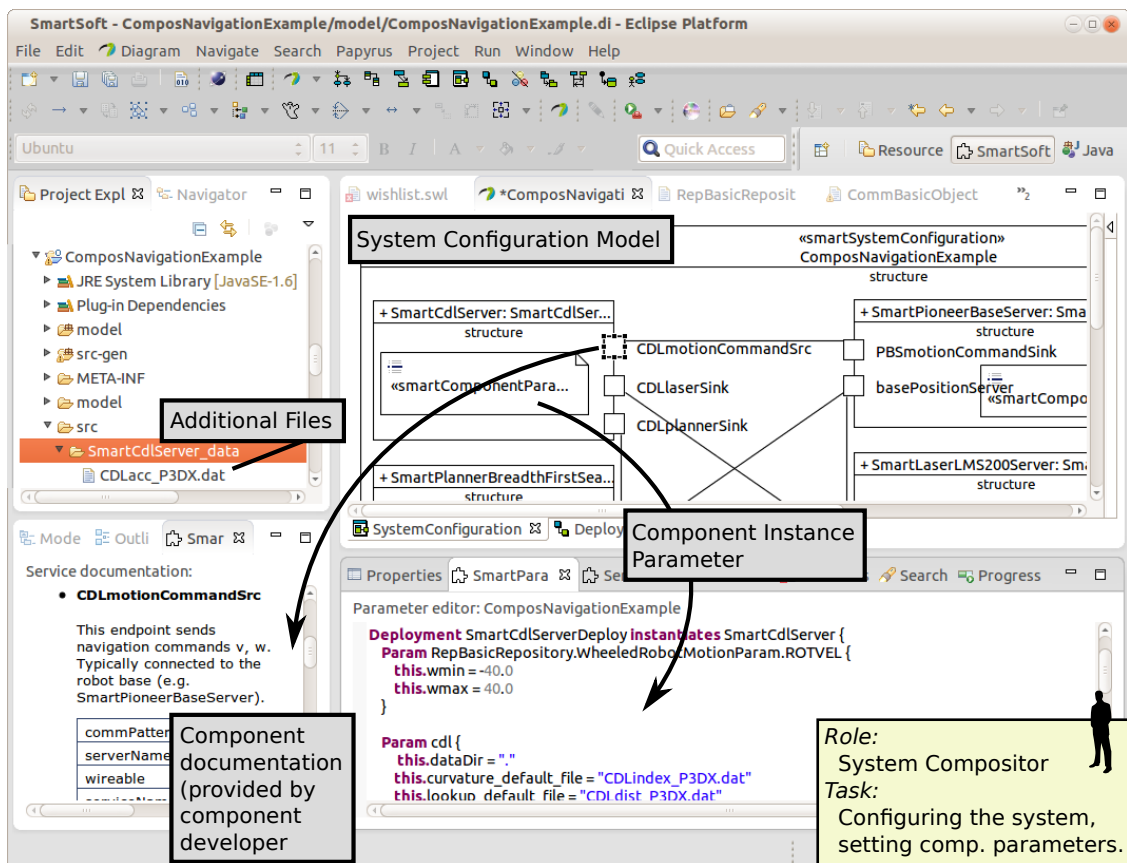 SmartSoft - ComposNavigationExample/model/ComposNavigationExample.di - Eclipse Platform
File Edit Diagram Navigate Search Papyrus Project Run Window Help
Ubuntu 11 B I A Quick Access Resource SmartSoft Java
Project Expl Navigator
ComposNavigationExample
JRE System Library [JavaSE-1.6]
Plug-in Dependencies
model
src-gen
META-INF
model
src
SmartCdlServer_data
CDLacc_P3DX.dat
Additional Files
wishlist.swl *ComposNavigati RepBasicReposit CommBasicObject »2
System Configuration Model
«smartSystemConfiguration»
ComposNavigationExample
structure
+ SmartCdlServer: SmartCdlSer...
structure
«smartComponentPara...
CDLmotionCommandSrc
CDLlaserSink
CDLplannerSink
+ SmartPioneerBaseServer: Sma
structure
PBSmotionCommandSink
basePositionServer
«smartCompo
+ SmartPlannerBreadthFirstSea...
structure
+ SmartLaserLMS200Server: Sma
structure
SystemConfiguration Deploy
Component Instance
Parameter
Mode Outli Smar
Service documentation:
• CDLmotionCommandSrc
This endpoint sends
navigation commands v, w.
Typically connected to the
robot base (e.g.
SmartPioneerBaseServer).
commPatter
serverName
wireable
Component
documentation
(provided by
component
developer
Properties SmartPara Se Search Progress
Parameter editor: ComposNavigationExample
Deployment SmartCdlServerDeploy instantiates SmartCdlServer {
Param RepBasicRepository.WheeledRobotMotionParam.ROTVEL {
this.wmin = -40.0
this.wmax = 40.0
}
Param cdl {
this.dataDir = "."
this.curvature_default_file = "CDLindex_P3DX.dat"
this.lookup_default_file = "CDLdist_P3DX.dat"
Role:
System Compositor
Task:
Configuring the system,
setting comp. parameters.